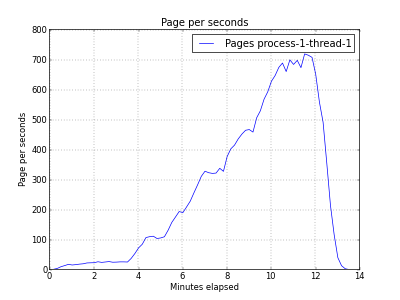 Page per seconds
800
700
600
500
400
300
200
100
0
Page per seconds
Pages process-1-thread-1
0 2 4 6 8 10 12 14
Minutes elapsed